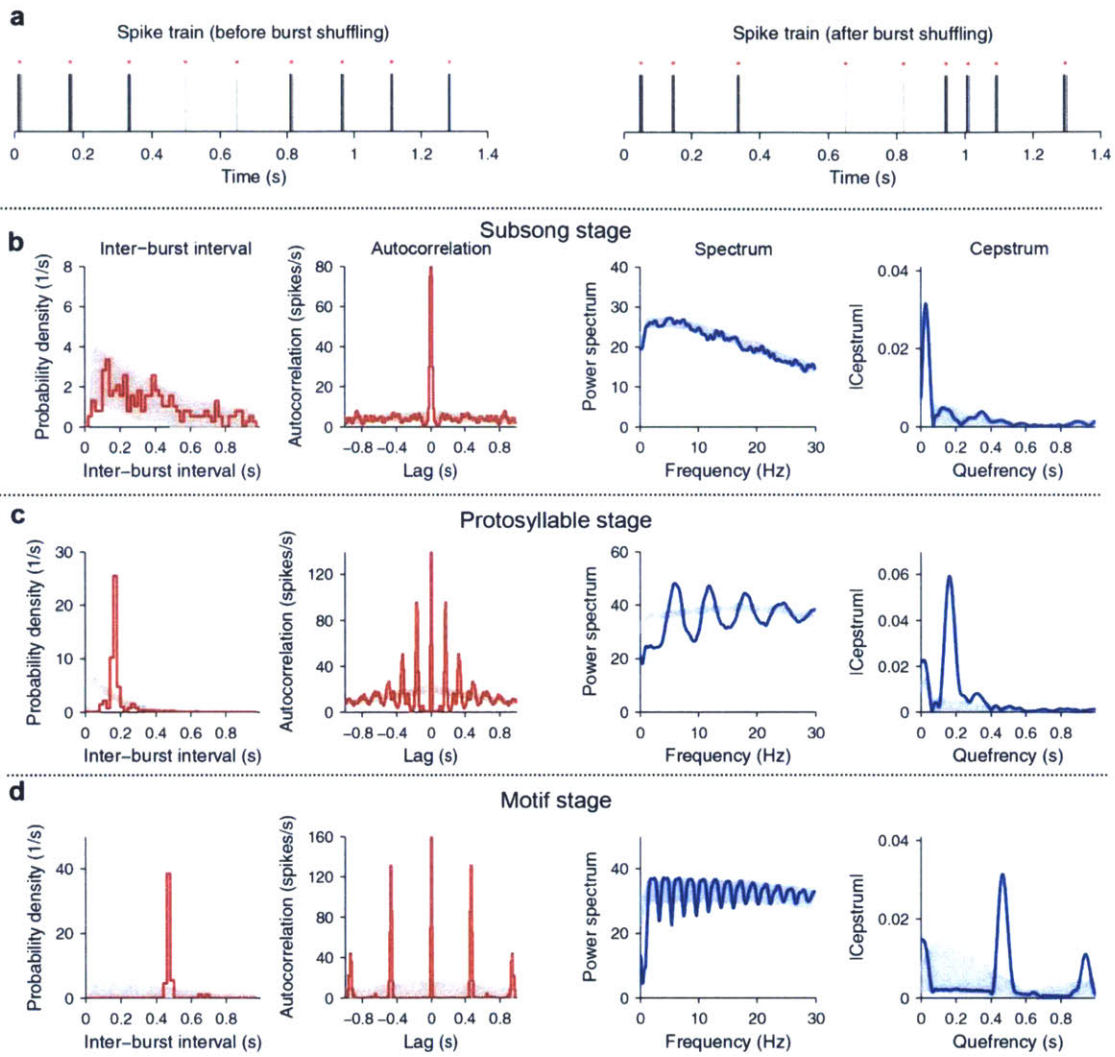 a
Spike train (before burst shuffling)
Spike train (after burst shuffling)
0 0.2 0.4 0.6 0.8 1 1.2 1.4
Time (s)
0 0.2 0.4 0.6 0.8 1 1.2 1.4
Time (s)
b
Subsong stage
Inter-burst interval
Autocorrelation
Spectrum
Cepstrum
Probability density (1/s)
8
6
4
2
0
0 0.2 0.4 0.6 0.8
Inter-burst interval (s)
Autocorrelation (spikes/s)
80
60
40
20
0
-0.8 -0.4 0 0.4 0.8
Lag (s)
Power spectrum
40
30
20
10
0
0 10 20 30
Frequency (Hz)
|Cepstrum|
0.04
0.02
0
0 0.2 0.4 0.6 0.8
Quefrency (s)
c
Protosyllable stage
Probability density (1/s)
30
20
10
0
0 0.2 0.4 0.6 0.8
Inter-burst interval (s)
Autocorrelation (spikes/s)
120
80
40
0
-0.8 -0.4 0 0.4 0.8
Lag (s)
Power spectrum
60
40
20
0
0 10 20 30
Frequency (Hz)
|Cepstrum|
0.06
0.04
0.02
0
0 0.2 0.4 0.6 0.8
Quefrency (s)
d
Motif stage
Probability density (1/s)
40
20
0
0 0.2 0.4 0.6 0.8
Inter-burst interval (s)
Autocorrelation (spikes/s)
160
120
80
40
0
-0.8 -0.4 0 0.4 0.8
Lag (s)
Power spectrum
40
30
20
10
0
0 10 20 30
Frequency (Hz)
|Cepstrum|
0.04
0.02
0
0 0.2 0.4 0.6 0.8
Quefrency (s)